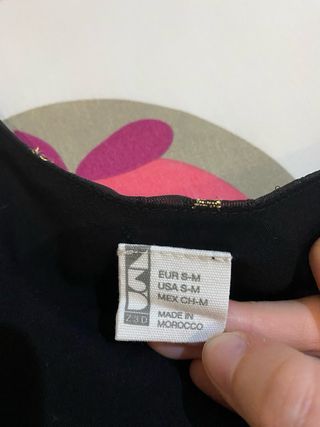 EUR S-M
USA S-M
MEX CH-M
MADE IN
MOROCCO
Z3D